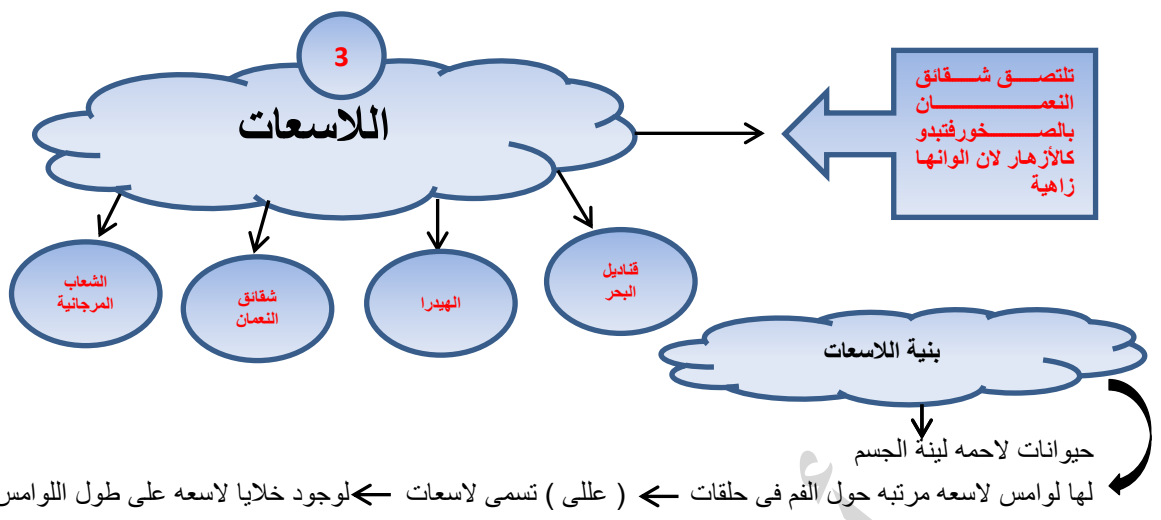 3
اللاسعات
تلتصق شقائق
النعمان
بالصخورفتبدو
كالأزهار لان الوانها
زاهية
قناديل
البحر
الهيدرا
شقائق
النعمان
الشعاب
المرجانية
بنية اللاسعات
حيوانات لاحمه لينة الجسم
لها لوامس لاسعه مرتبه حول الفم فى حلقات ( عللى ) تسمى لاسعات لوجود خلايا لاسعه على طول اللوامس